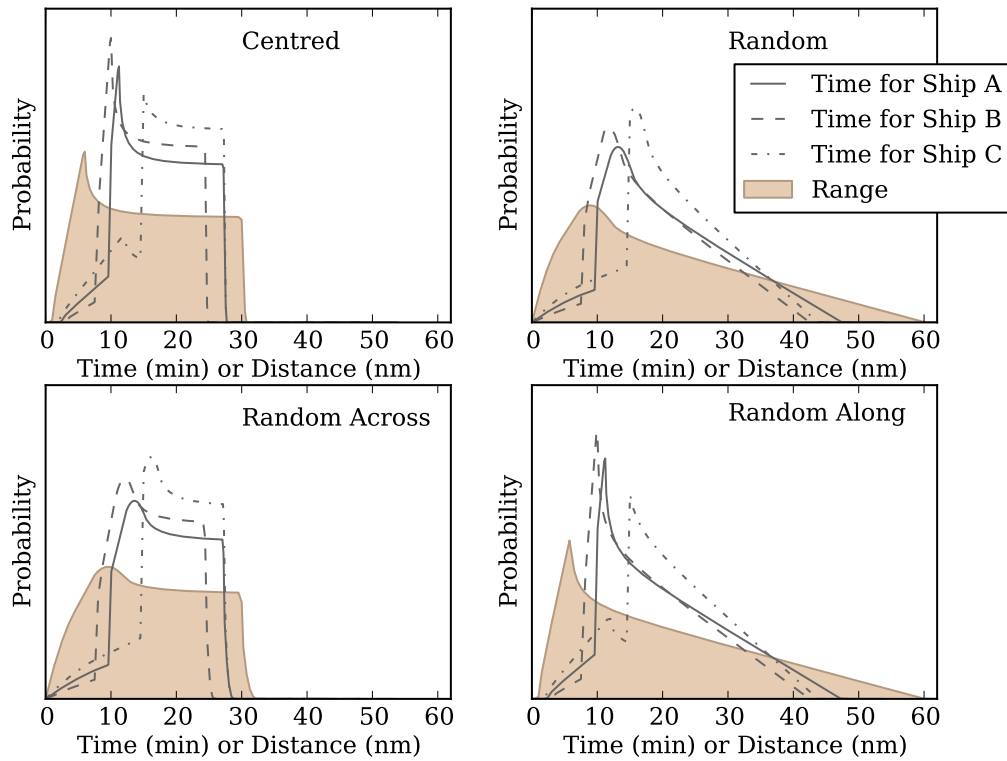 Centred
Probability
0 10 20 30 40 50 60
Time (min) or Distance (nm)
Random
Time for Ship A
Time for Ship B
Time for Ship C
Range
Probability
0 10 20 30 40 50 60
Time (min) or Distance (nm)
Random Across
Probability
0 10 20 30 40 50 60
Time (min) or Distance (nm)
Random Along
Probability
0 10 20 30 40 50 60
Time (min) or Distance (nm)